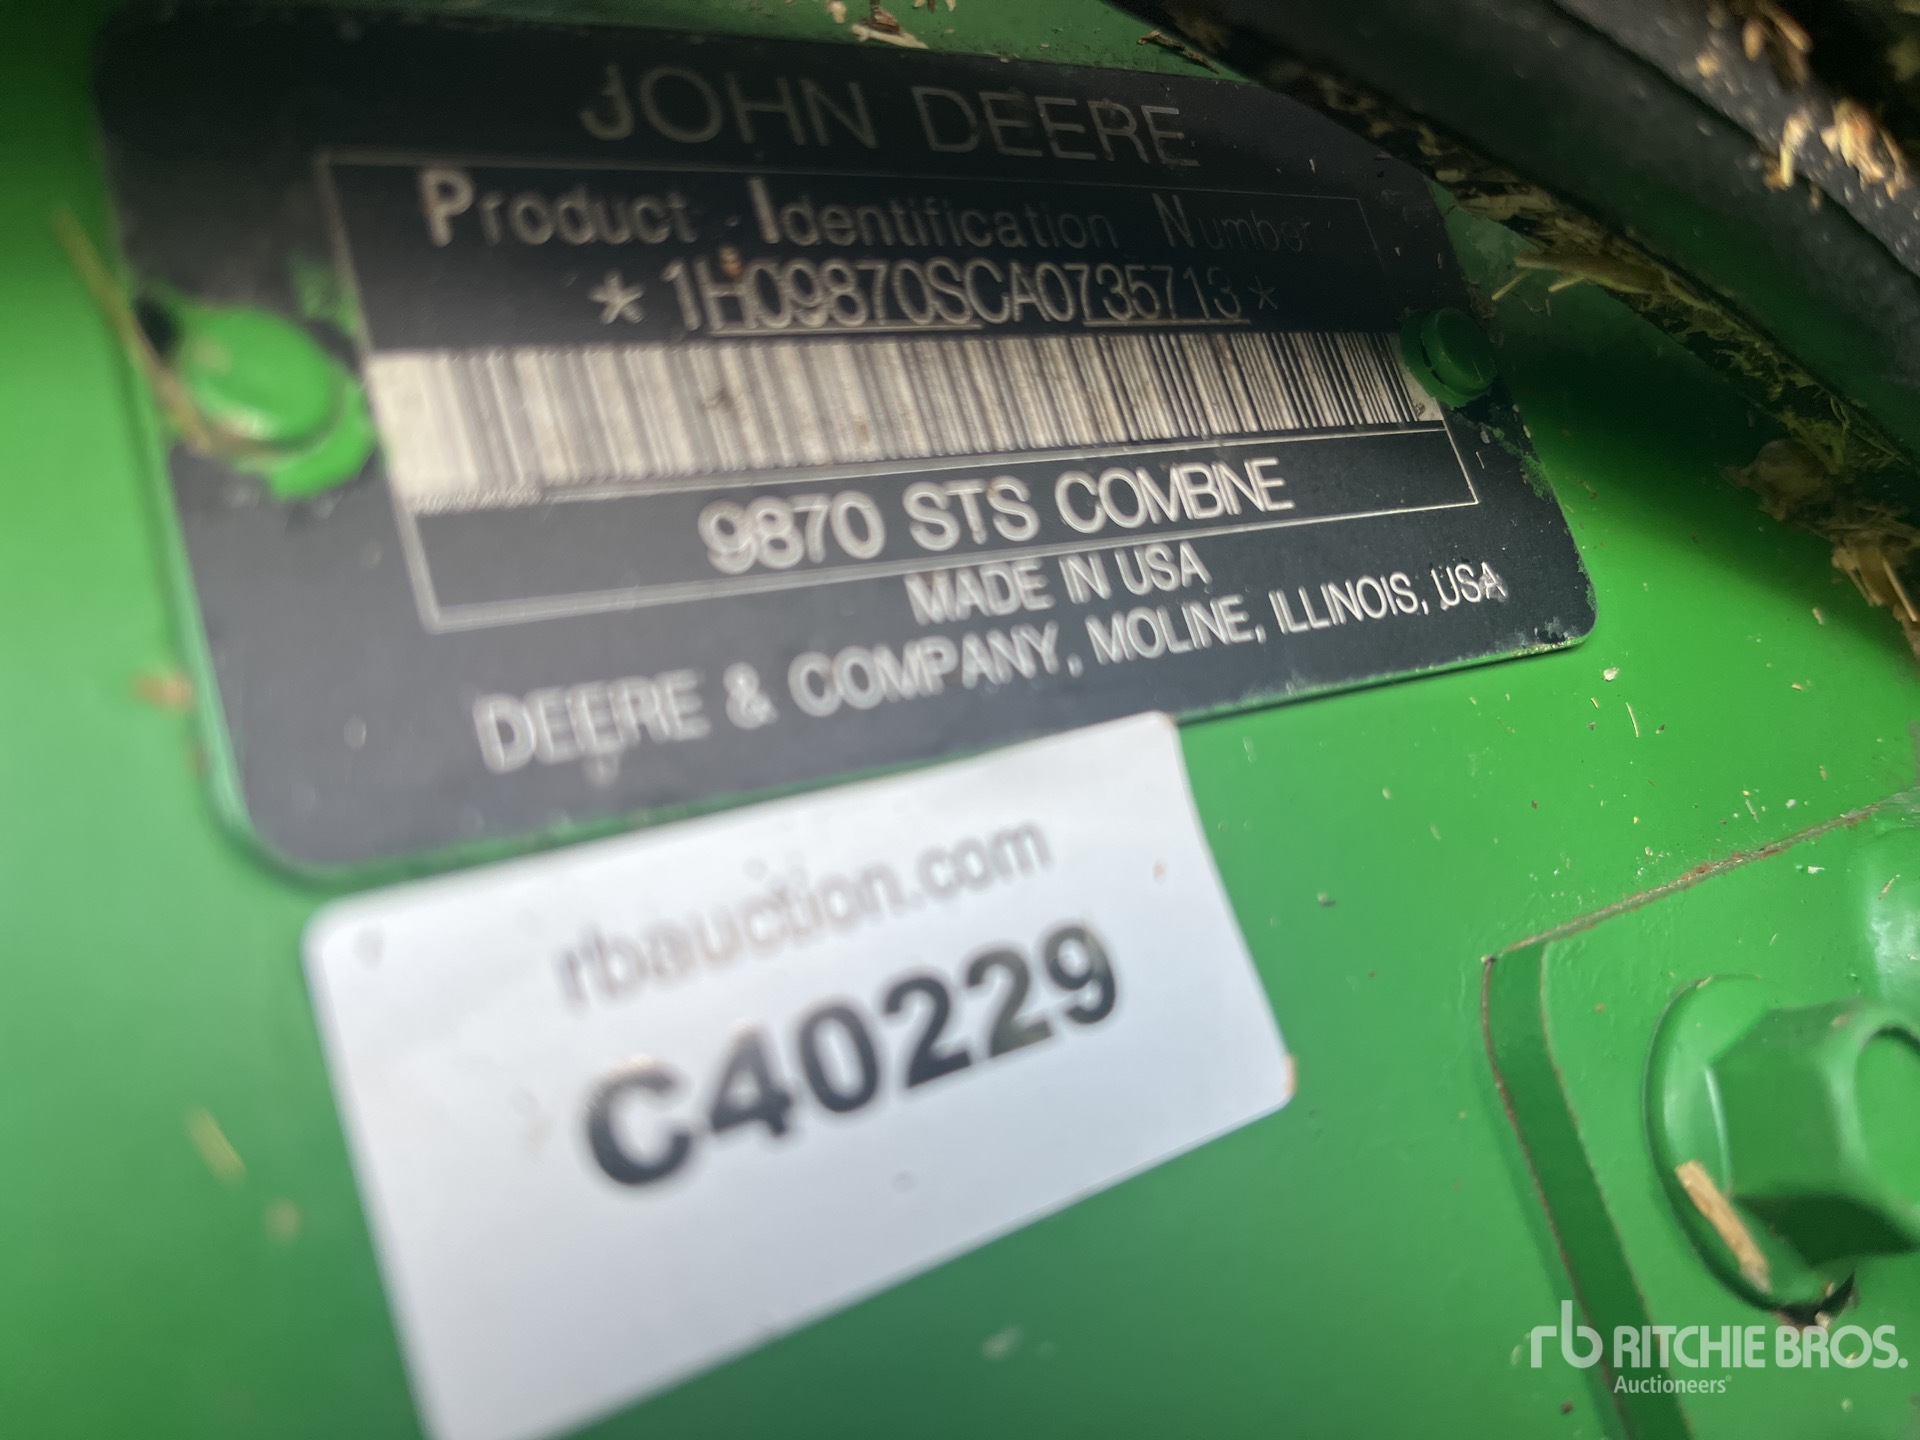 JOHN DEERE
Product Identification Number
*1H09870SCA0735713*
9870 STS COMBINE
MADE IN USA
DEERE & COMPANY, MOLINE, ILLINOIS, USA
rbauction.com
C40229
rb RITCHIE BROS.
Auctioneers®